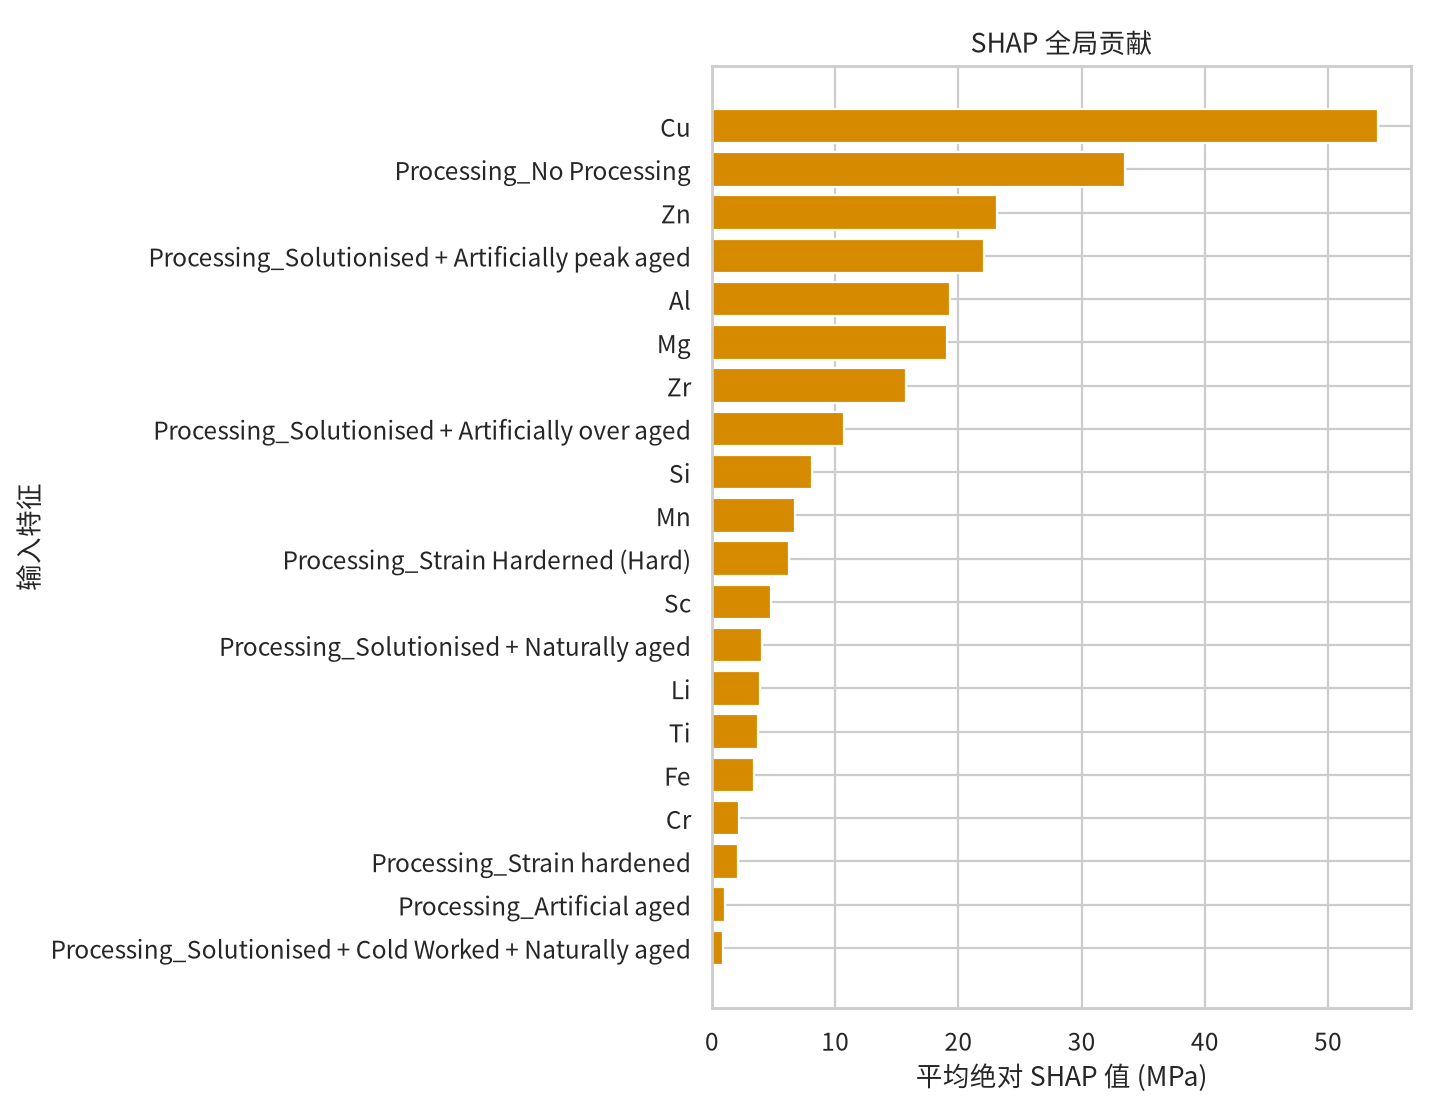 SHAP 全局贡献
Cu
Processing_No Processing
Zn
Processing_Solutionised + Artificially peak aged
Al
Mg
Zr
Processing_Solutionised + Artificially over aged
Si
Mn
Processing_Strain Harderned (Hard)
Sc
Processing_Solutionised + Naturally aged
Li
Ti
Fe
Cr
Processing_Strain hardened
Processing_Artificial aged
Processing_Solutionised + Cold Worked + Naturally aged
输入特征
0 10 20 30 40 50
平均绝对 SHAP 值 (MPa)